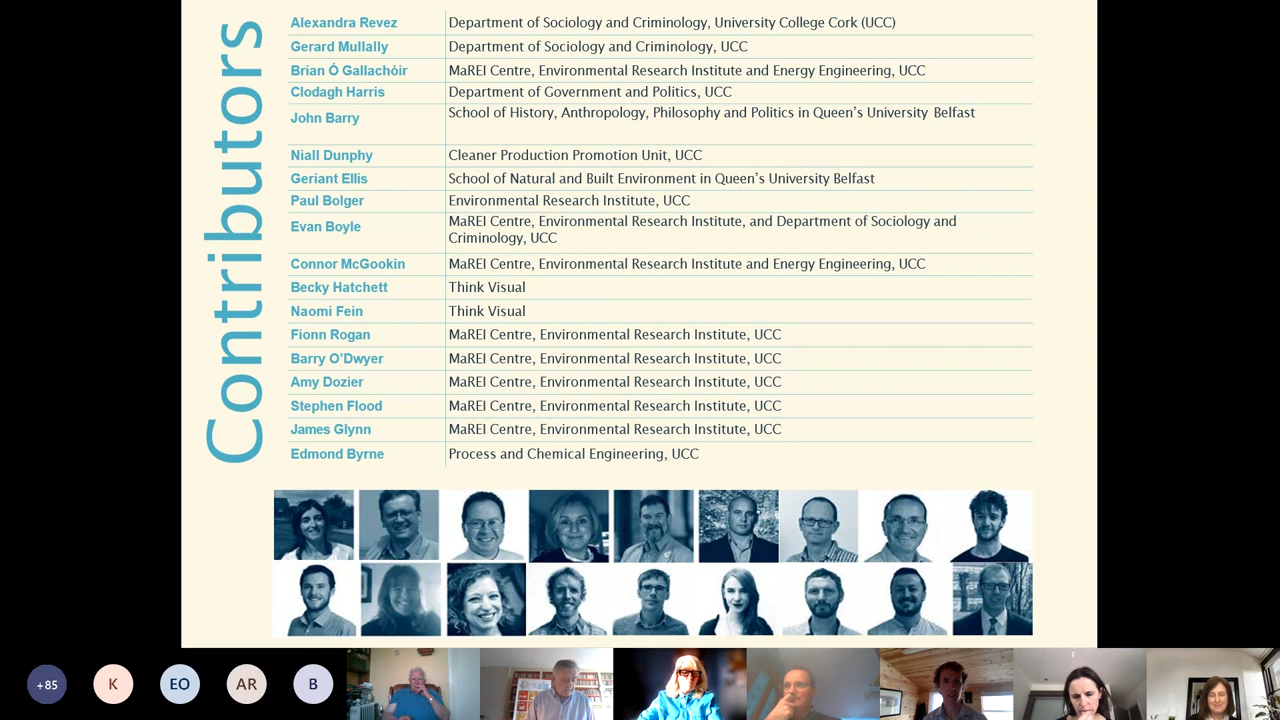 Contributors
Alexandra Revez Department of Sociology and Criminology, University College Cork (UCC)
Gerard Mullally Department of Sociology and Criminology, UCC
Brian Ó Gallachóir MaREI Centre, Environmental Research Institute and Energy Engineering, UCC
Clodagh Harris Department of Government and Politics, UCC
John Barry School of History, Anthropology, Philosophy and Politics in Queen's University Belfast
Niall Dunphy Cleaner Production Promotion Unit, UCC
Geriant Ellis School of Natural and Built Environment in Queen's University Belfast
Paul Bolger Environmental Research Institute, UCC
Evan Boyle MaREI Centre, Environmental Research Institute, and Department of Sociology and
Criminology, UCC
Connor McGookin MaREI Centre, Environmental Research Institute and Energy Engineering, UCC
Becky Hatchett Think Visual
Naomi Fein Think Visual
Fionn Rogan MaREI Centre, Environmental Research Institute, UCC
Barry O'Dwyer MaREI Centre, Environmental Research Institute, UCC
Amy Dozier MaREI Centre, Environmental Research Institute, UCC
Stephen Flood MaREI Centre, Environmental Research Institute, UCC
James Glynn MaREI Centre, Environmental Research Institute, UCC
Edmond Byrne Process and Chemical Engineering, UCC
+85 K EO AR B